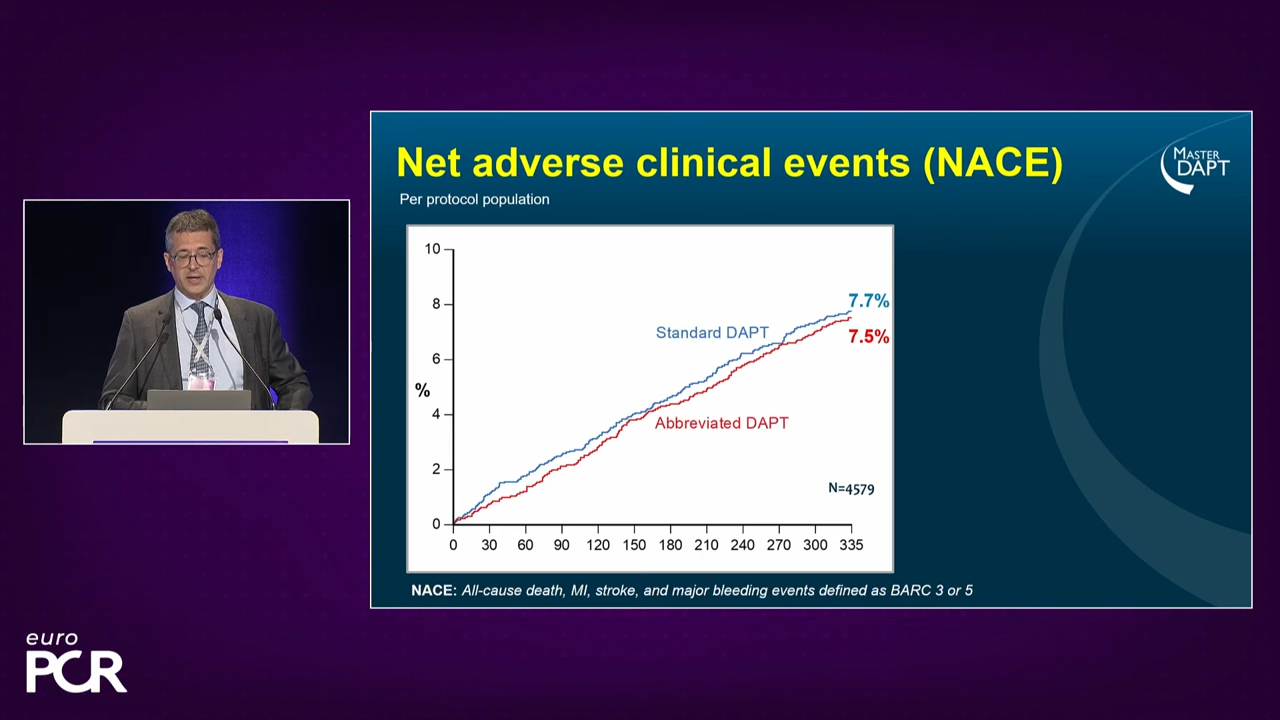 Net adverse clinical events (NACE)
MASTER
DAPT
Per protocol population
10
8
6
4
2
0
%
7.7%
7.5%
Standard DAPT
Abbreviated DAPT
N=4579
0 30 60 90 120 150 180 210 240 270 300 335
NACE: All-cause death, MI, stroke, and major bleeding events defined as BARC 3 or 5
euro
PCR